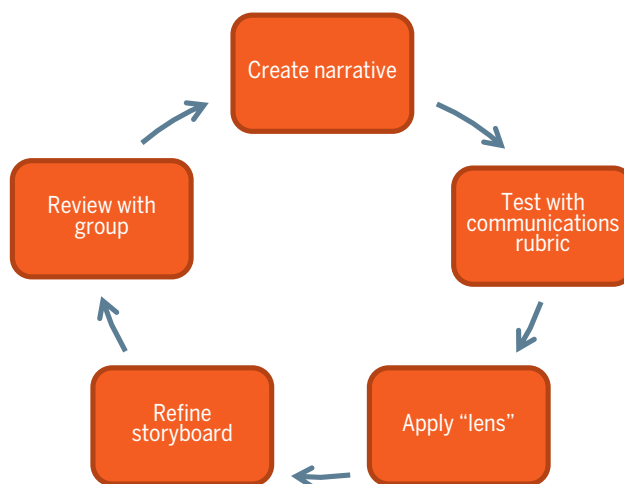 Create narrative
Test with
communications
rubric
Apply “lens”
Refine
storyboard
Review with
group